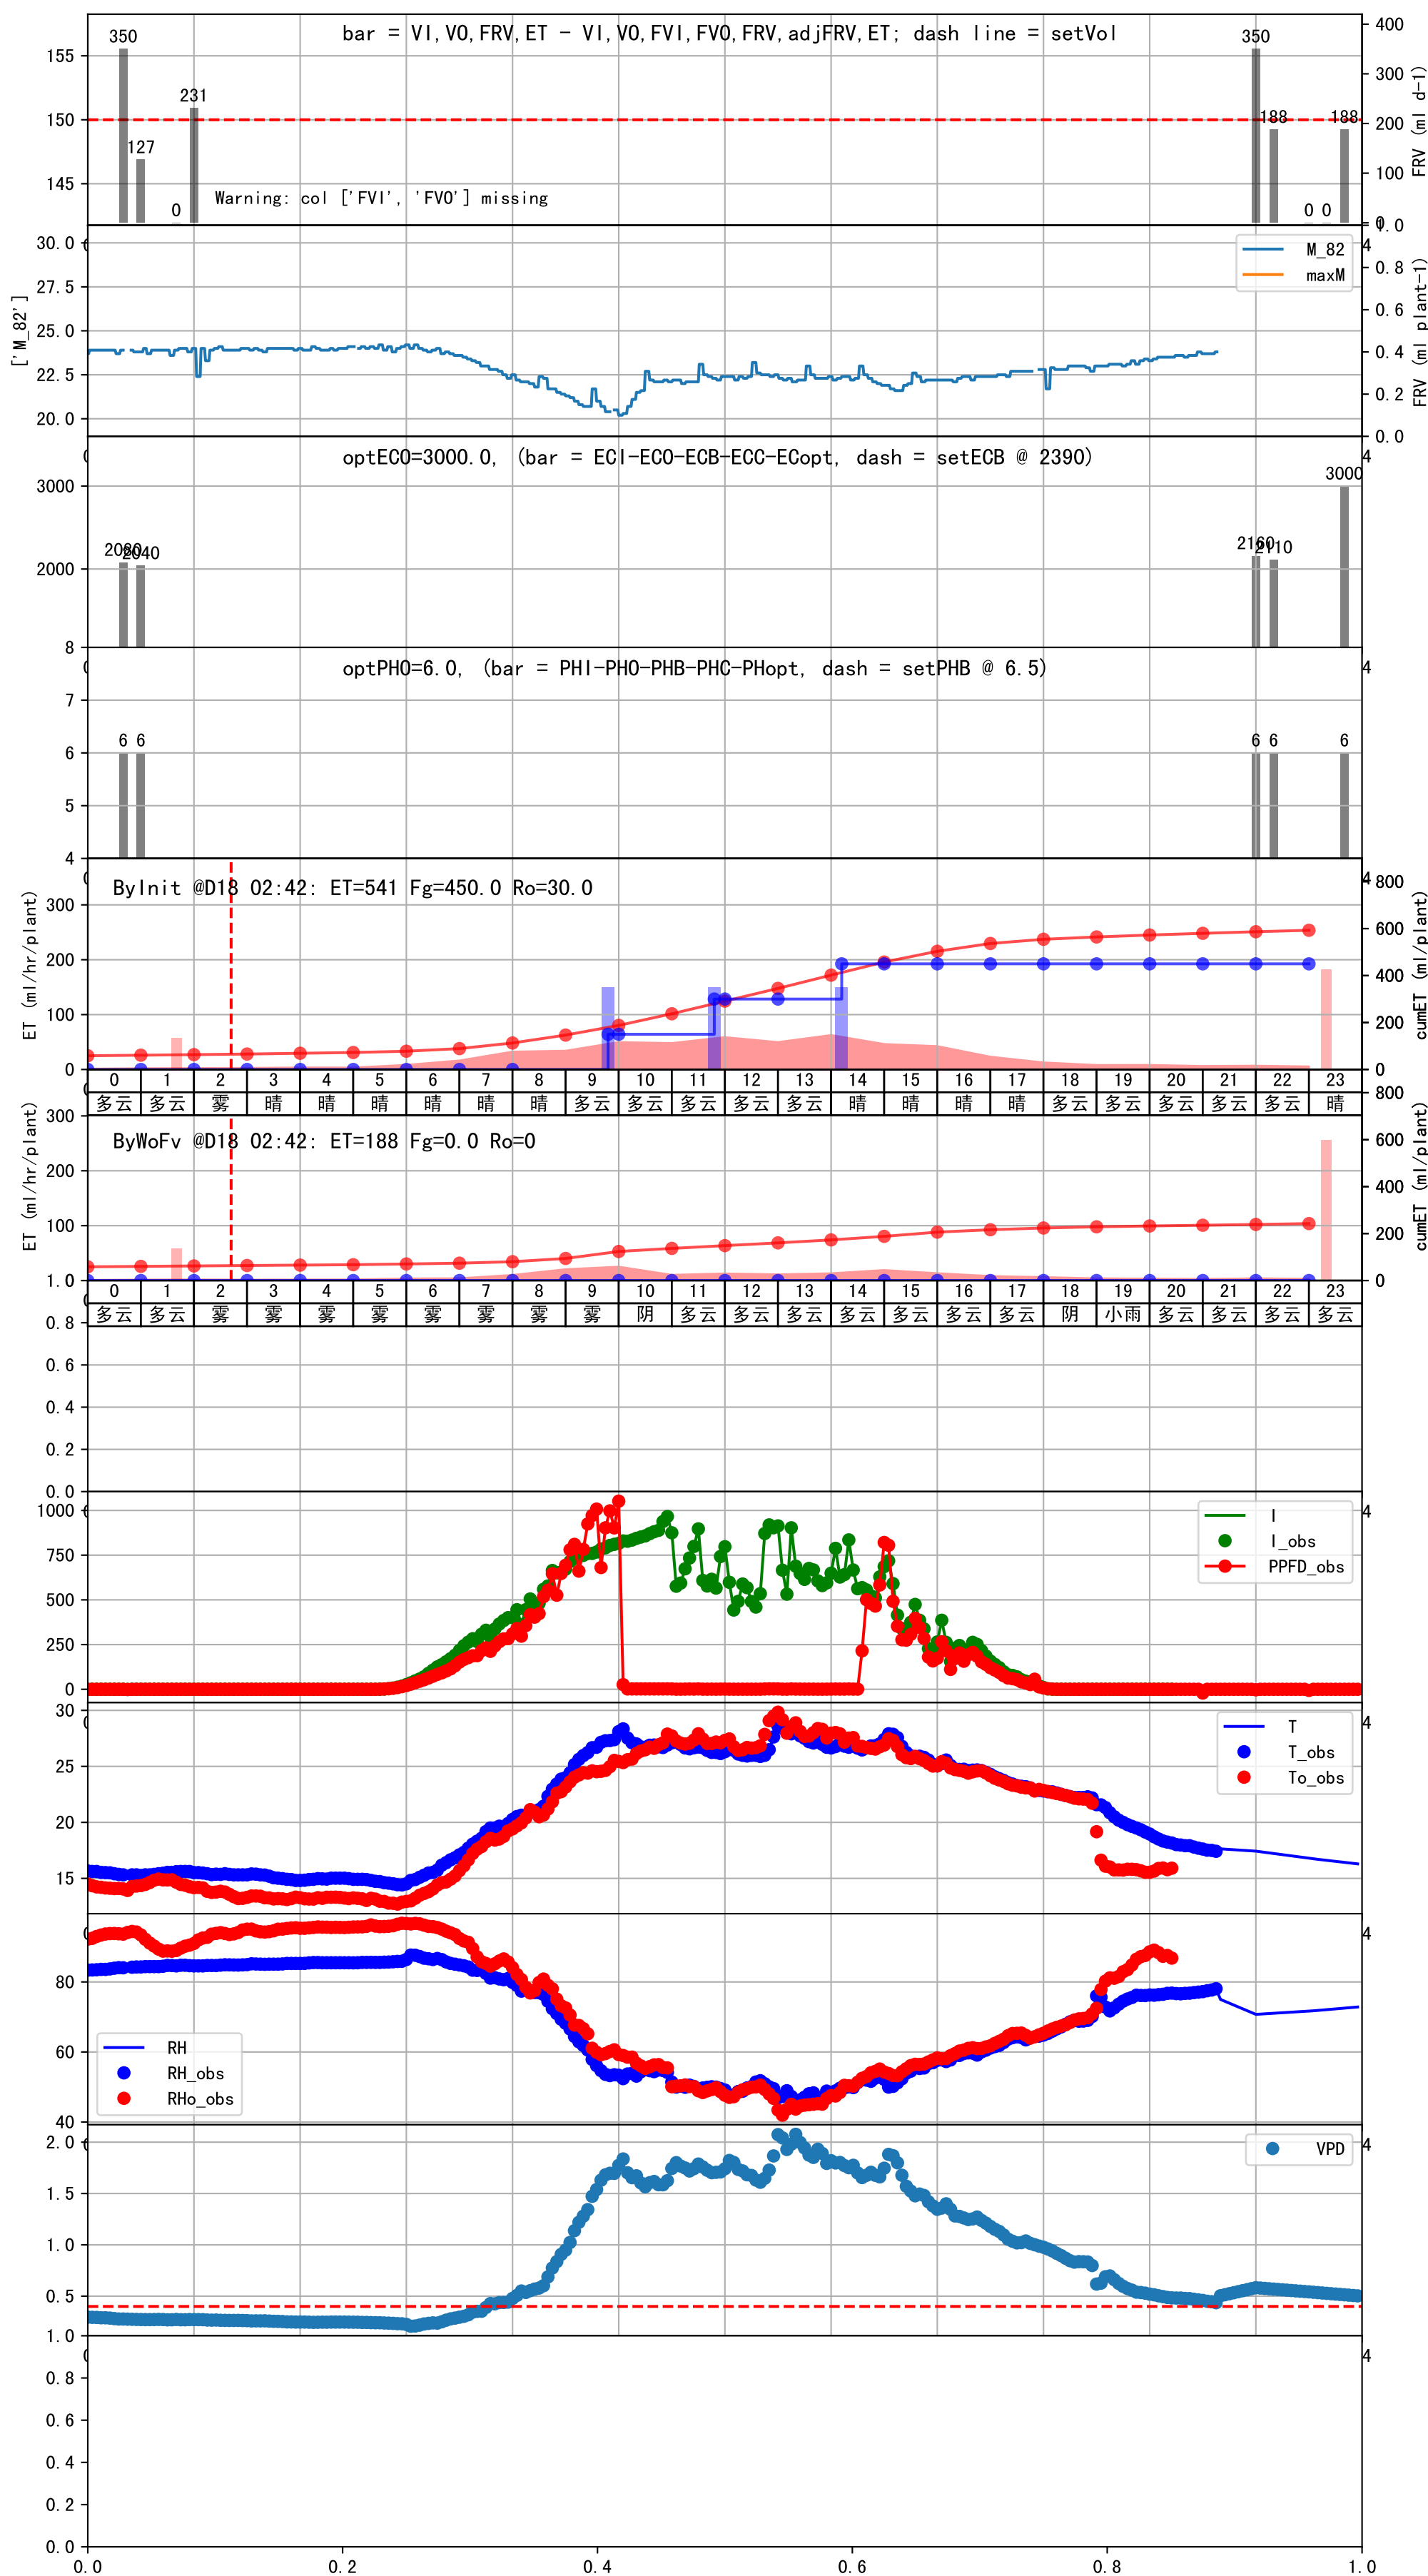 bar = VI,VO,FRV,ET - VI,VO,FVI,FVO,FRV,adjFRV,ET; dash line = setVol
350 127 0 231 350 188 0 0 188
155
150
145
400
300
200
100
0
FRV (ml d-1)
Warning: col ['FVI', 'FVO'] missing
['M_82']
30.0
27.5
25.0
22.5
20.0
1.0
0.8
0.6
0.4
0.2
0.0
FRV (ml plant-1)
M_82
maxM
optECO=3000.0, (bar = ECI-ECO-ECB-ECC-ECopt, dash = setECB @ 2390)
3000
2000
2040 2160 2110 3000
optPHO=6.0, (bar = PHI-PHO-PHB-PHC-PHopt, dash = setPHB @ 6.5)
8
7
6
5
4
6 6 6 6 6
ByInit @D18 02:42: ET=541 Fg=450.0 Ro=30.0
ET (ml/hr/plant)
300
200
100
0
800
600
400
200
0
cumET (ml/plant)
0 1 2 3 4 5 6 7 8 9 10 11 12 13 14 15 16 17 18 19 20 21 22 23
多云 多云 雾 晴 晴 晴 晴 晴 晴 多云 多云 多云 多云 多云 晴 晴 晴 晴 多云 多云 多云 多云 多云 晴
ByWoFv @D18 02:42: ET=188 Fg=0.0 Ro=0
ET (ml/hr/plant)
300
200
100
800
600
400
200
0
cumET (ml/plant)
0 1 2 3 4 5 6 7 8 9 10 11 12 13 14 15 16 17 18 19 20 21 22 23
多云 多云 雾 雾 雾 雾 雾 雾 雾 雾 阴 多云 多云 多云 多云 多云 多云 多云 阴 小雨 多云 多云 多云 多云
1.0
0.8
0.6
0.4
0.2
0.0
1000
750
500
250
0
I
I_obs
PPFD_obs
30
25
20
15
T
T_obs
To_obs
80
60
40
RH
RH_obs
RHo_obs
2.0
1.5
1.0
0.5
VPD
1.0
0.8
0.6
0.4
0.2
0.0
0.0 0.2 0.4 0.6 0.8 1.0